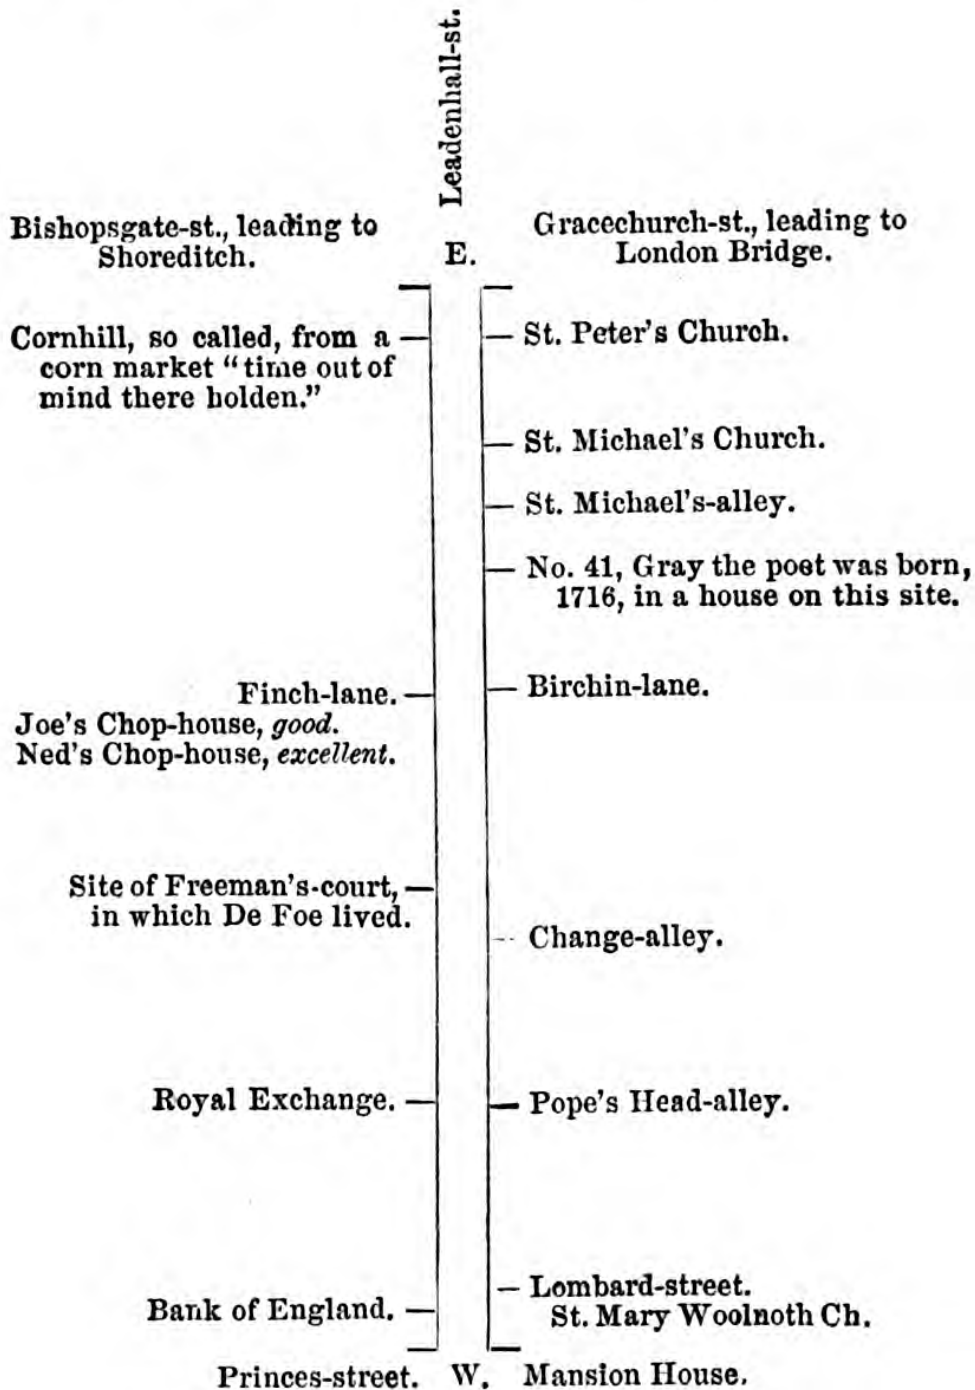 Leadenhall-st.
Bishopsgate-st., leading to
Shoreditch.
E.
Gracechurch-st., leading to
London Bridge.
Cornhill, so called, from a
corn market "time out of
mind there holden."
St. Peter's Church.
St. Michael's Church.
St. Michael's-alley.
No. 41, Gray the poet was born,
1716, in a house on this site.
Finch-lane.
Joe's Chop-house, good.
Ned's Chop-house, excellent.
Birchin-lane.
Site of Freeman's-court,
in which De Foe lived.
Change-alley.
Royal Exchange.
Pope's Head-alley.
Bank of England.
Lombard-street.
St. Mary Woolnoth Ch.
Princes-street. W. Mansion House.